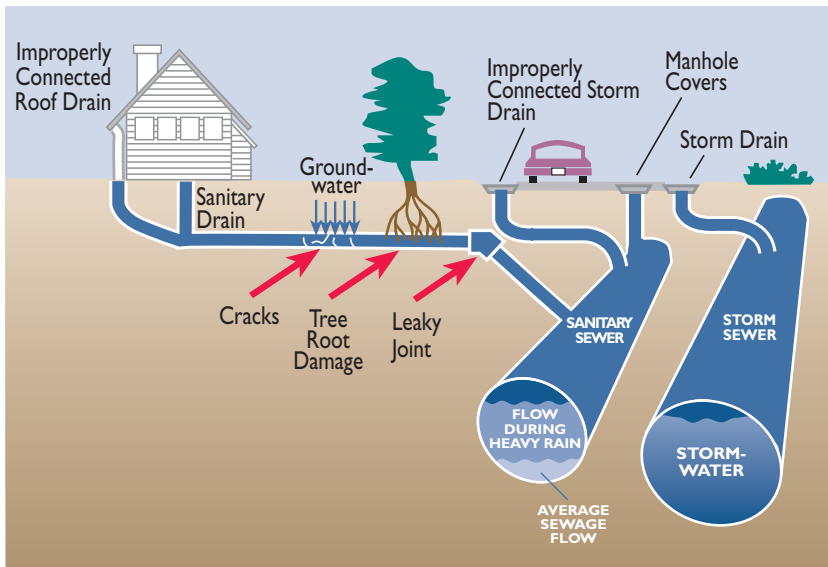 Improperly
Connected
Roof Drain
Improperly
Connected Storm
Drain
Manhole
Covers
Storm Drain
Ground-
water
Sanitary
Drain
Cracks
Tree
Root
Damage
Leaky
Joint
SANITARY
SEWER
STORM
SEWER
FLOW
DURING
HEAVY RAIN
STORM-
WATER
AVERAGE
SEWAGE
FLOW